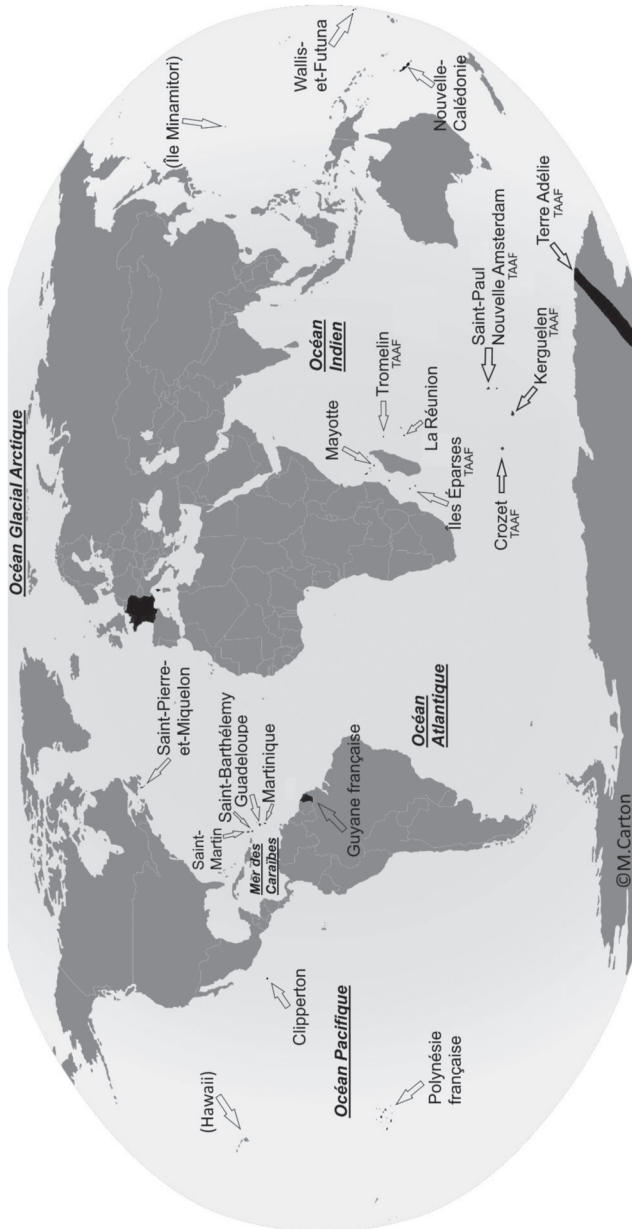 Océan Glacial Arctique
Saint-Pierre-
et-Miquelon
(Île Minamitori)
(Hawaii)
Saint-
Martin
Saint-Barthélemy
Guadeloupe
Martinique
Mer des
Caraïbes
Clipperton
Océan Pacifique
Guyane française
Polynésie
française
Océan
Atlantique
Océan
Indien
Mayotte
Tromelin
TAAF
La Réunion
Îles Éparses
TAAF
Wallis-
et-Futuna
Nouvelle-
Calédonie
Saint-Paul
Nouvelle Amsterdam
TAAF
Crozet
TAAF
Kerguelen
TAAF
Terre Adélie
TAAF
©M.Carton